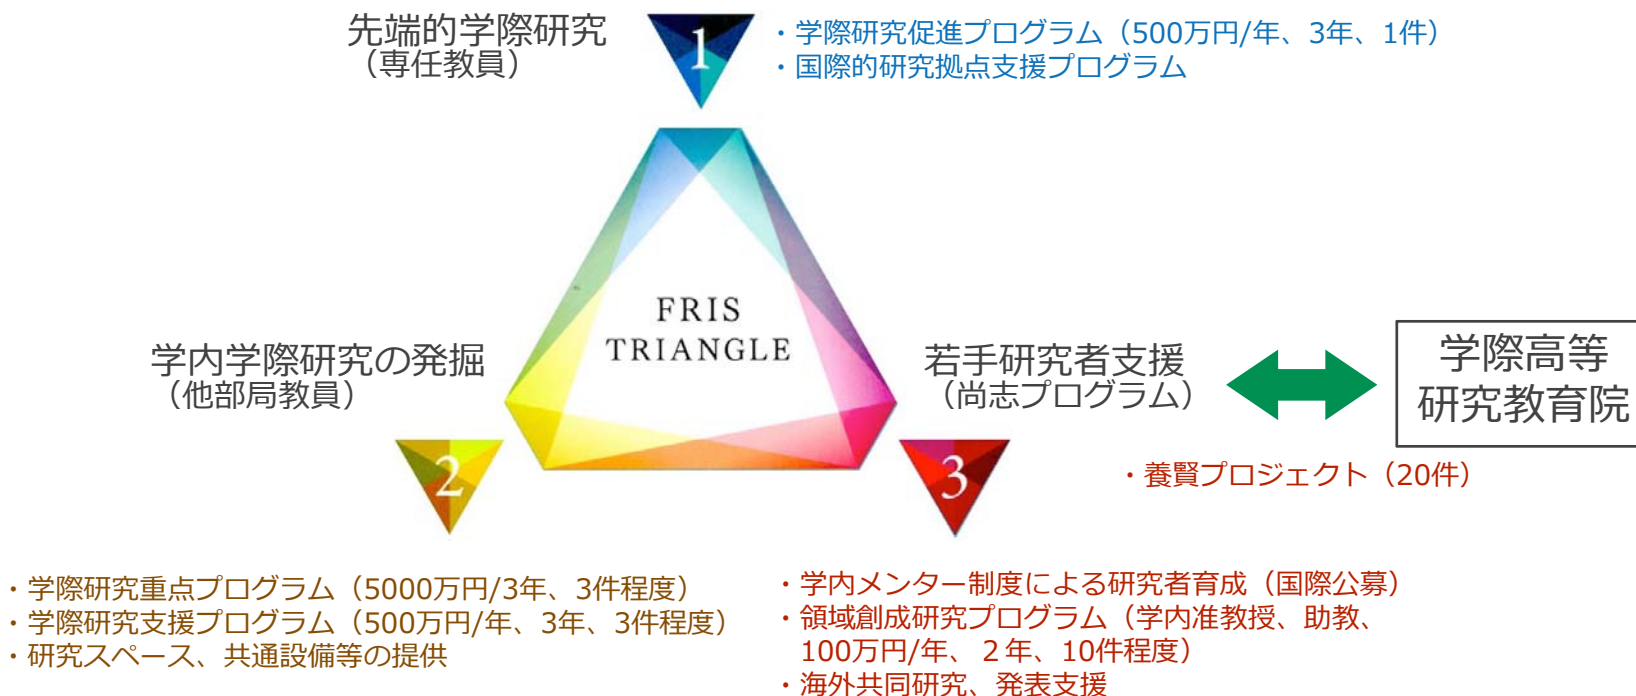 先端的学際研究
（専任教員）
1
・学際研究促進プログラム（500万円/年、3年、1件）
・国際的研究拠点支援プログラム
FRIS
TRIANGLE
学内学際研究の発掘
（他部局教員）
若手研究者支援
（尚志プログラム）
学際高等
研究教育院
2
3
・養賢プロジェクト（20件）
・学際研究重点プログラム（5000万円/3年、3件程度）
・学際研究支援プログラム（500万円/年、3年、3件程度）
・研究スペース、共通設備等の提供
・学内メンター制度による研究者育成（国際公募）
・領域創成研究プログラム（学内准教授、助教、
100万円/年、２年、10件程度）
・海外共同研究、発表支援